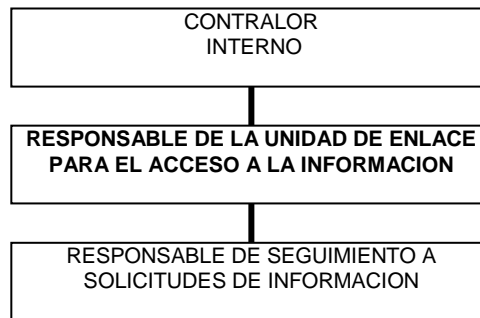 CONTRALOR
INTERNO
RESPONSABLE DE LA UNIDAD DE ENLACE
PARA EL ACCESO A LA INFORMACION
RESPONSABLE DE SEGUIMIENTO A
SOLICITUDES DE INFORMACION